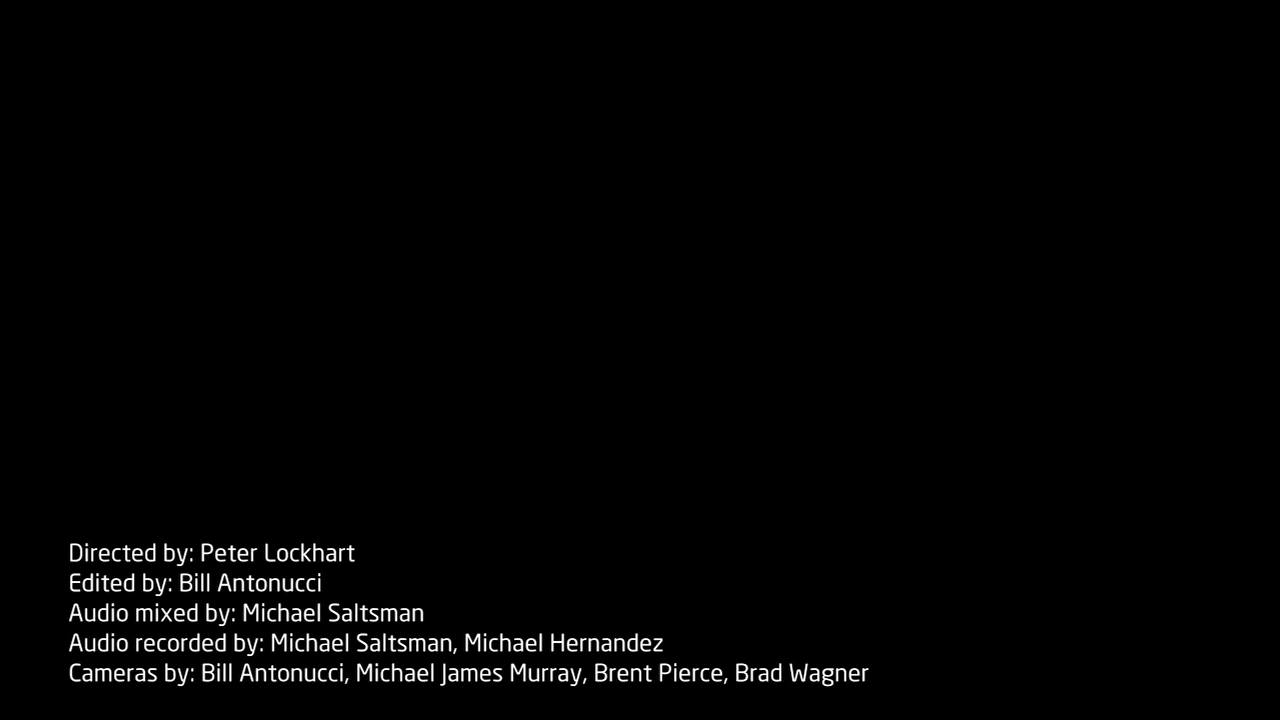 Directed by: Peter Lockhart
Edited by: Bill Antonucci
Audio mixed by: Michael Saltsman
Audio recorded by: Michael Saltsman, Michael Hernandez
Cameras by: Bill Antonucci, Michael James Murray, Brent Pierce, Brad Wagner